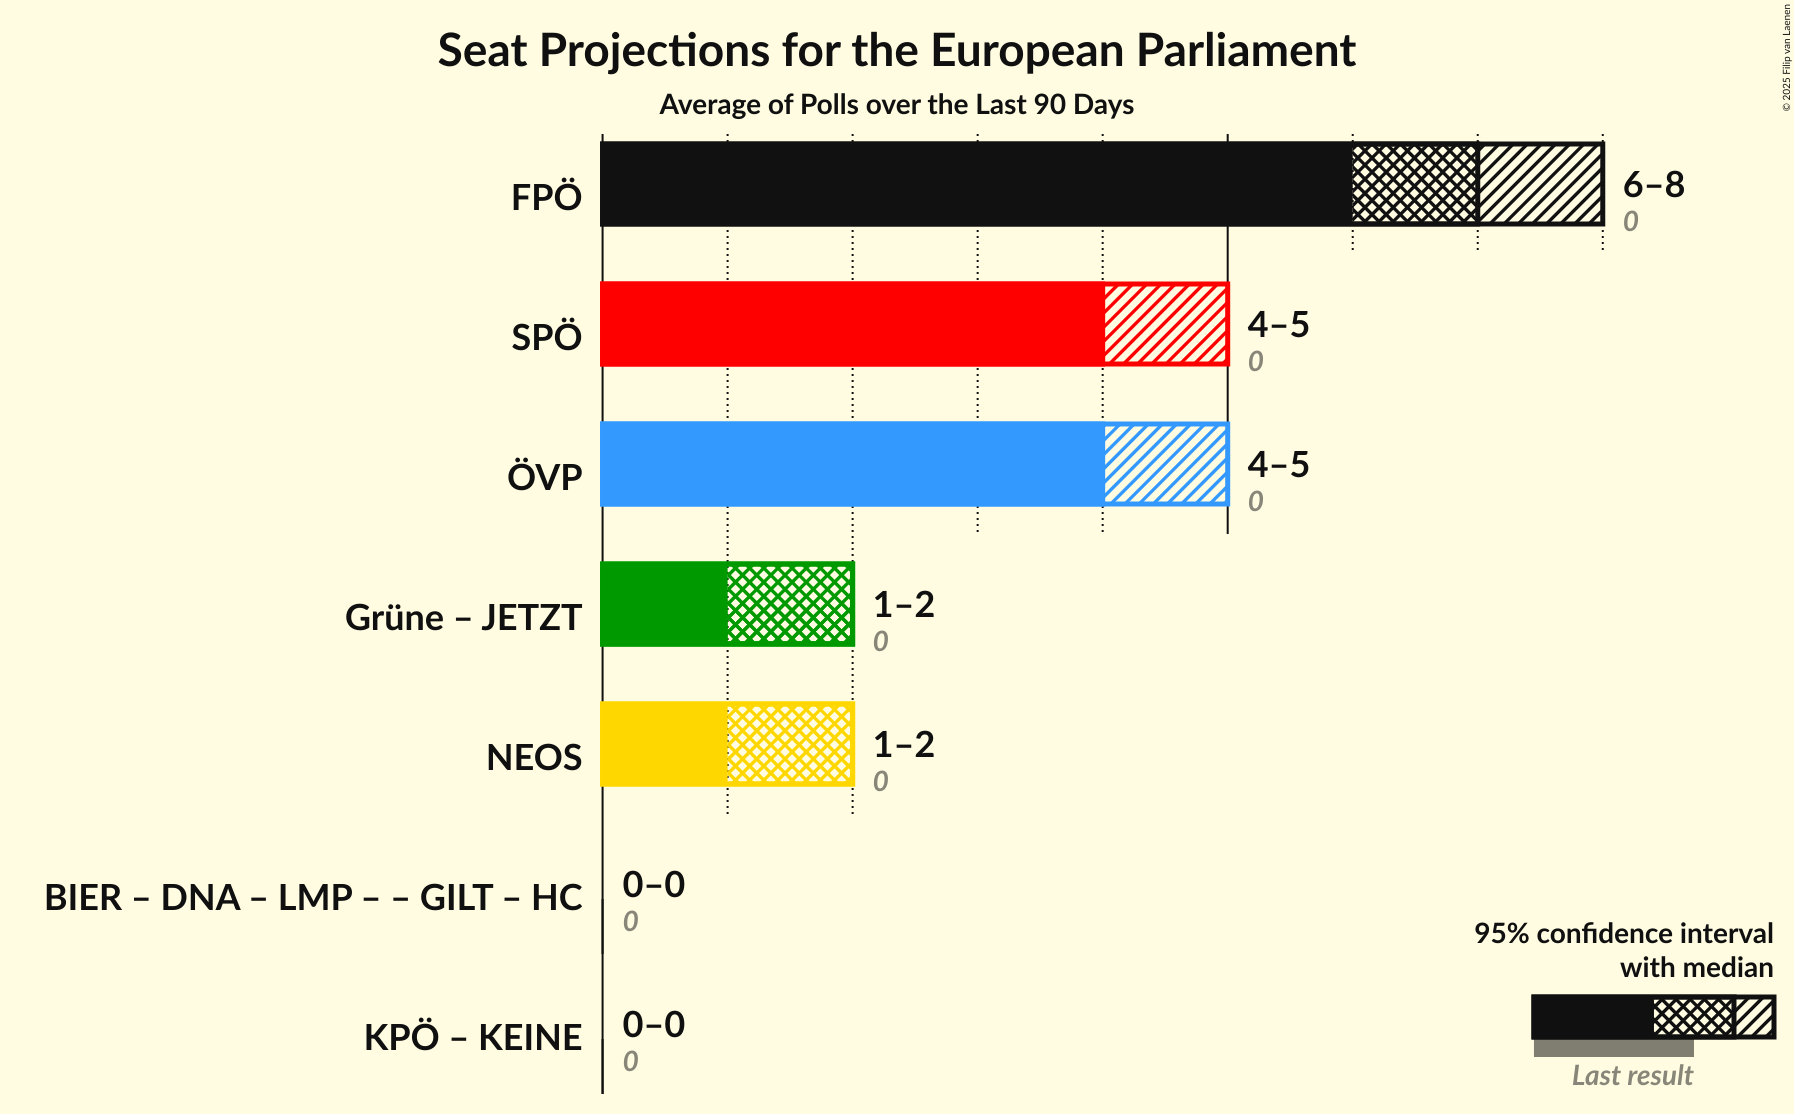 Seat Projections for the European Parliament
Average of Polls over the Last 90 Days
© 2025 Filip van Laenen
FPÖ
6–8
0
SPÖ
4–5
0
ÖVP
4–5
0
Grüne – JETZT
1–2
0
NEOS
1–2
0
BIER – DNA – LMP – – GILT – HC
0–0
0
KPÖ – KEINE
0–0
0
95% confidence interval
with median
Last result